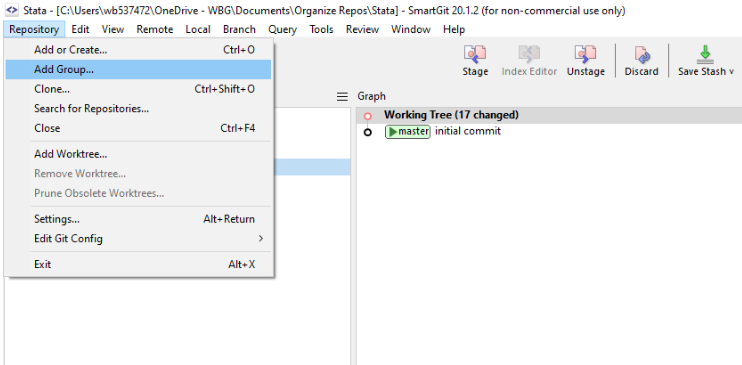 Stata - [C:\Users\wb537472\OneDrive - WBG\Documents\Organize Repos\Stata] - SmartGit 20.1.2 (for non-commercial use only)
Repository Edit View Remote Local Branch Query Tools Review Window Help
Add or Create... Ctrl+O
Add Group...
Clone... Ctrl+Shift+O
Search for Repositories...
Close Ctrl+F4
Add Worktree...
Remove Worktree...
Prune Obsolete Worktrees...
Settings... Alt+Return
Edit Git Config
Exit Alt+X
Stage Index Editor Unstage Discard Save Stash
Graph
Working Tree (17 changed)
master initial commit